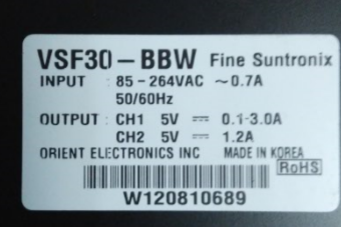 VSF30-BBW Fine Suntronix
INPUT : 85-264VAC ~0.7A
50/60Hz
OUTPUT : CH1 5V ⎓ 0.1-3.0A
CH2 5V ⎓ 1.2A
ORIENT ELECTRONICS INC MADE IN KOREA
RoHS
W120810689